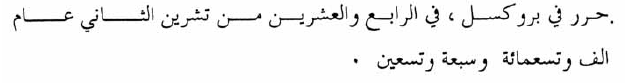 .حرر في بروكسل ، في الرابع والعشرين من تشرين الثاني عام
الف وتسعمائة وسبعة وتسعين .